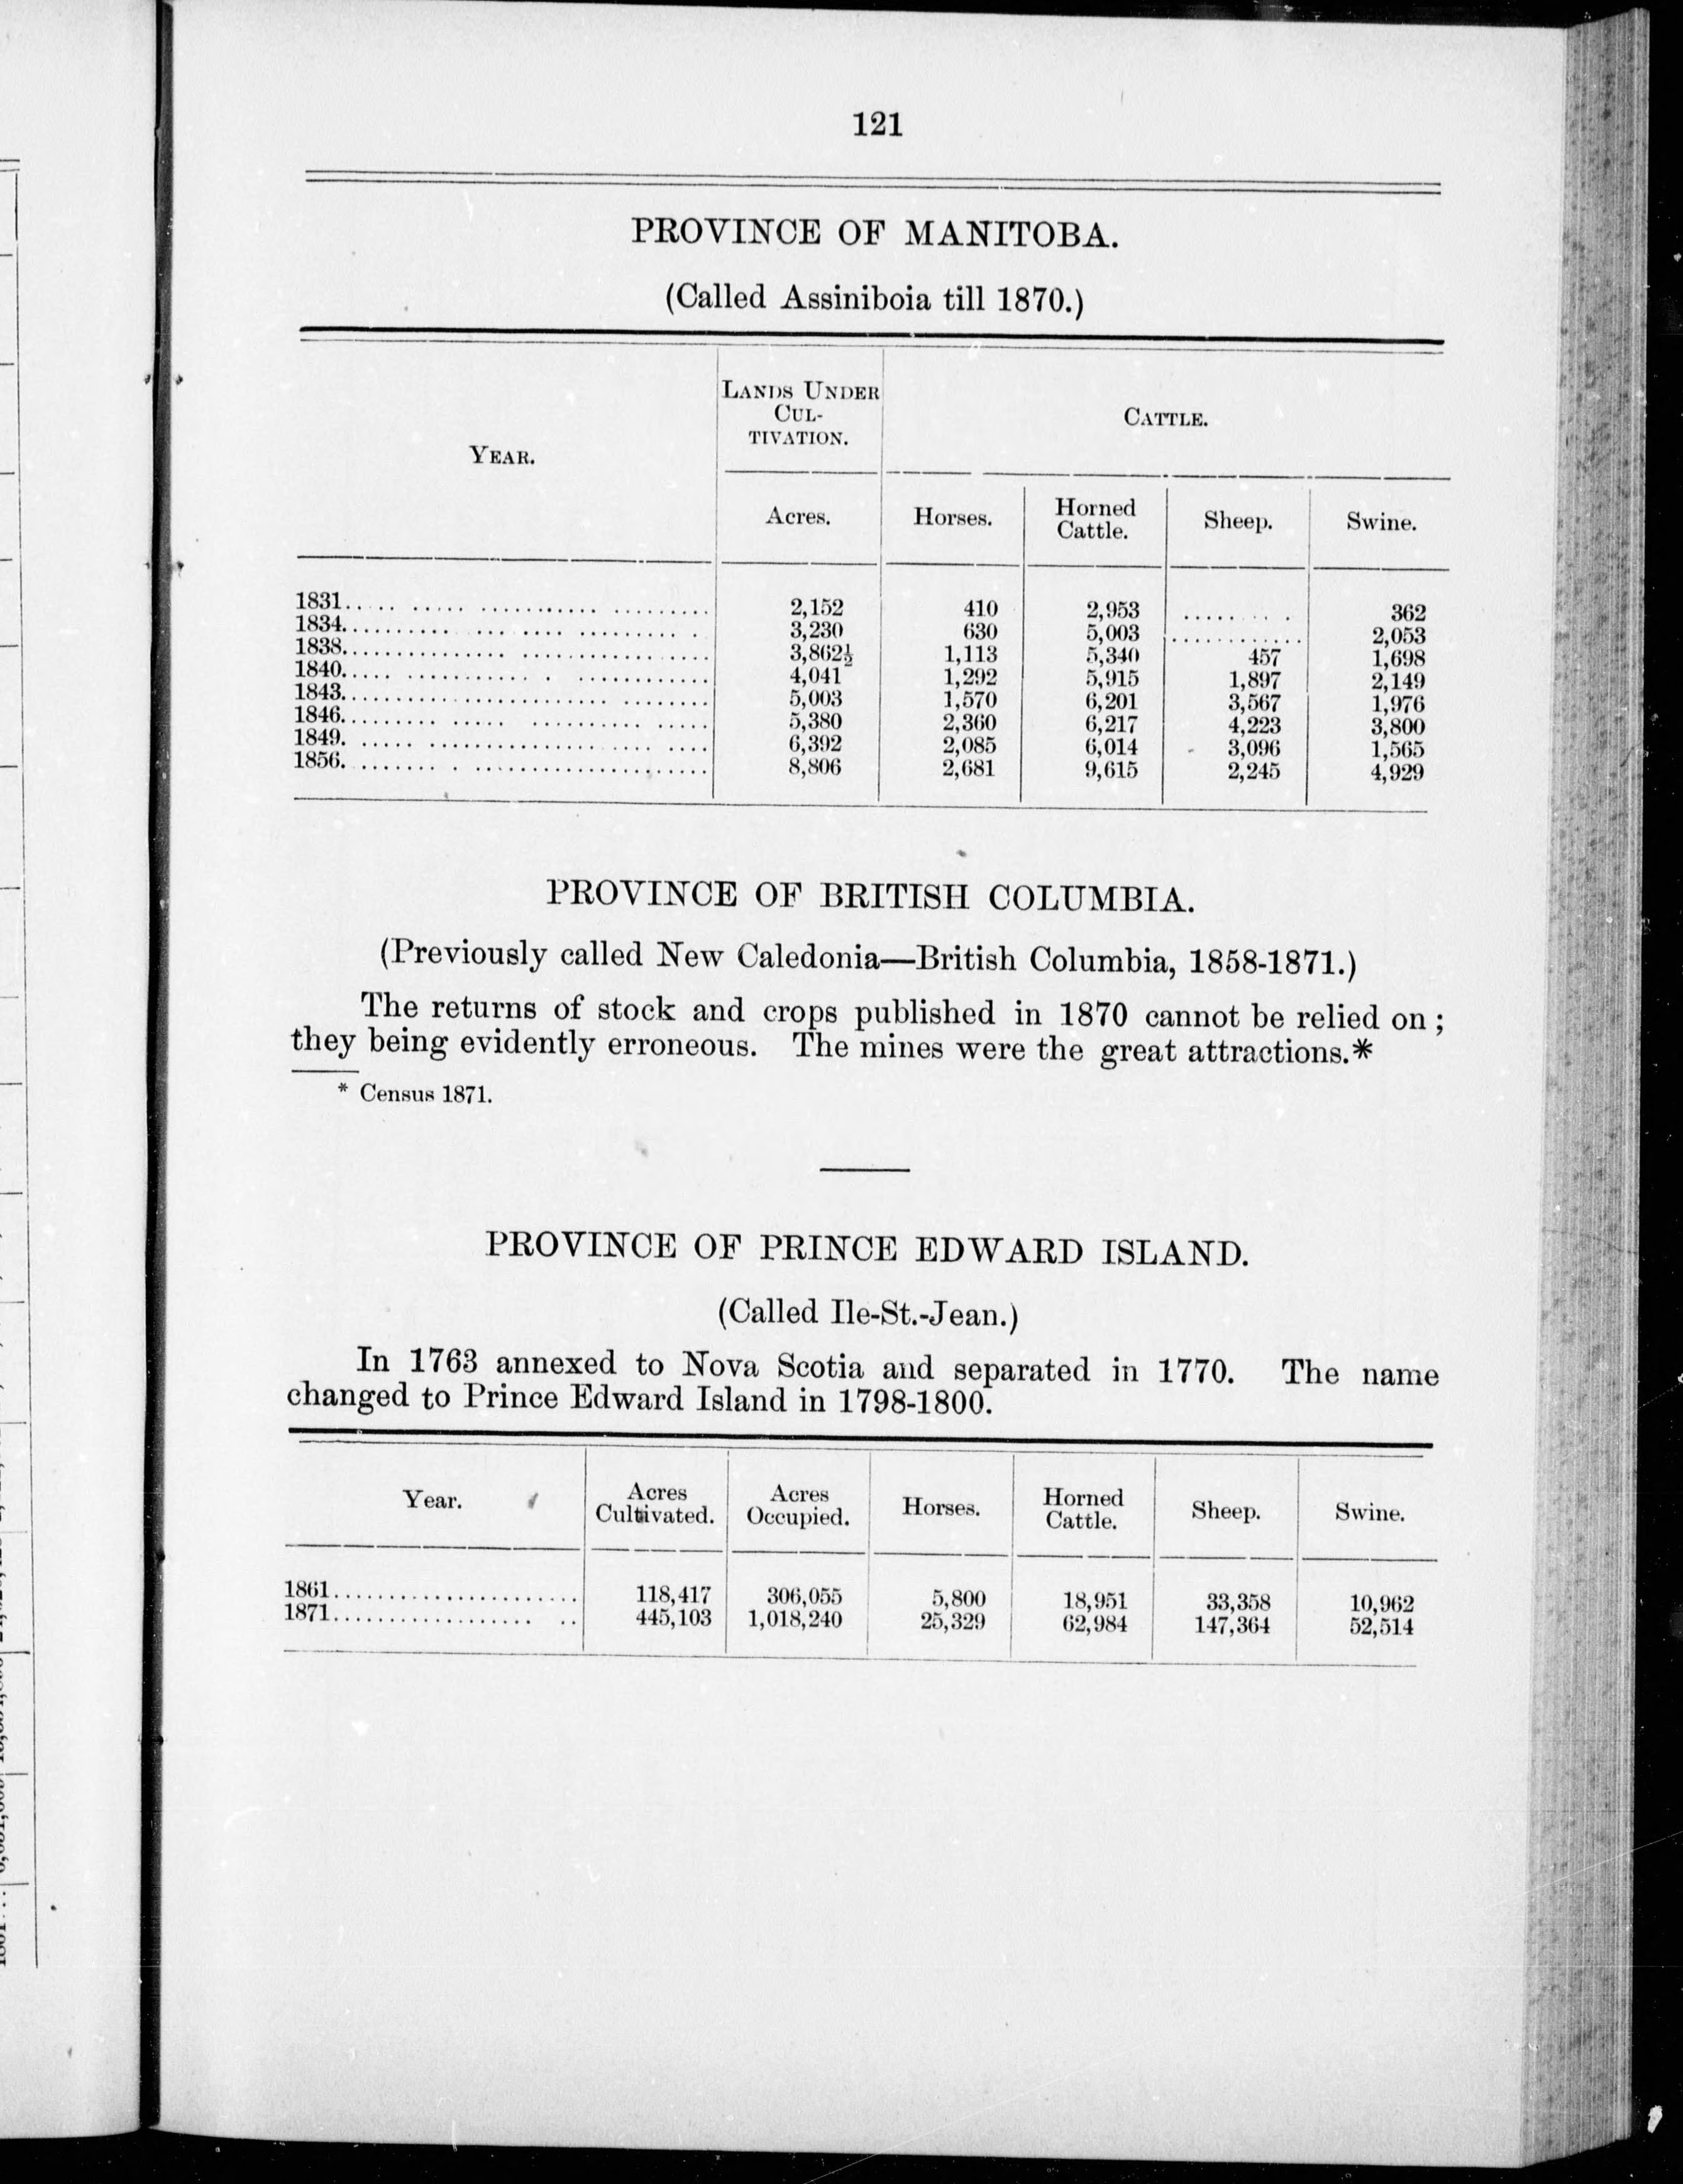 121
PROVINCE OF MANITOBA.
(Called Assiniboia till 1870.)
YEAR. LANDS UNDER CUL- TIVATION. CATTLE.
Acres. Horses. Horned Cattle. Sheep. Swine.
1831..... ..... ........... ......... 2,152 410 2,953 ...... . . 362
1834........... ... .... .......... . 3,230 630 5,003 ............ 2,053
1838................ ................ 3,862½ 1,113 5,340 457 1,698
1840..... ............ . ............ 4,041 1,292 5,915 1,897 2,149
1843......................... ........ 5,003 1,570 6,201 3,567 1,976
1846.......... ..... ........... ..... 5,380 2,360 6,217 4,223 3,800
1849. ..... ....................... .... 6,392 2,085 6,014 3,096 1,565
1856. ....... . ........................ 8,806 2,681 9,615 2,245 4,929
PROVINCE OF BRITISH COLUMBIA.
(Previously called New Caledonia—British Columbia, 1858-1871.)
The returns of stock and crops published in 1870 cannot be relied on ;
they being evidently erroneous. The mines were the great attractions.*
* Census 1871.
PROVINCE OF PRINCE EDWARD ISLAND.
(Called Ile-St.-Jean.)
In 1763 annexed to Nova Scotia and separated in 1770. The name
changed to Prince Edward Island in 1798-1800.
Year. Acres Cultivated. Acres Occupied. Horses. Horned Cattle. Sheep. Swine.
1861...................... 118,417 306,055 5,800 18,951 33,358 10,962
1871.................. .. 445,103 1,018,240 25,329 62,984 147,364 52,514